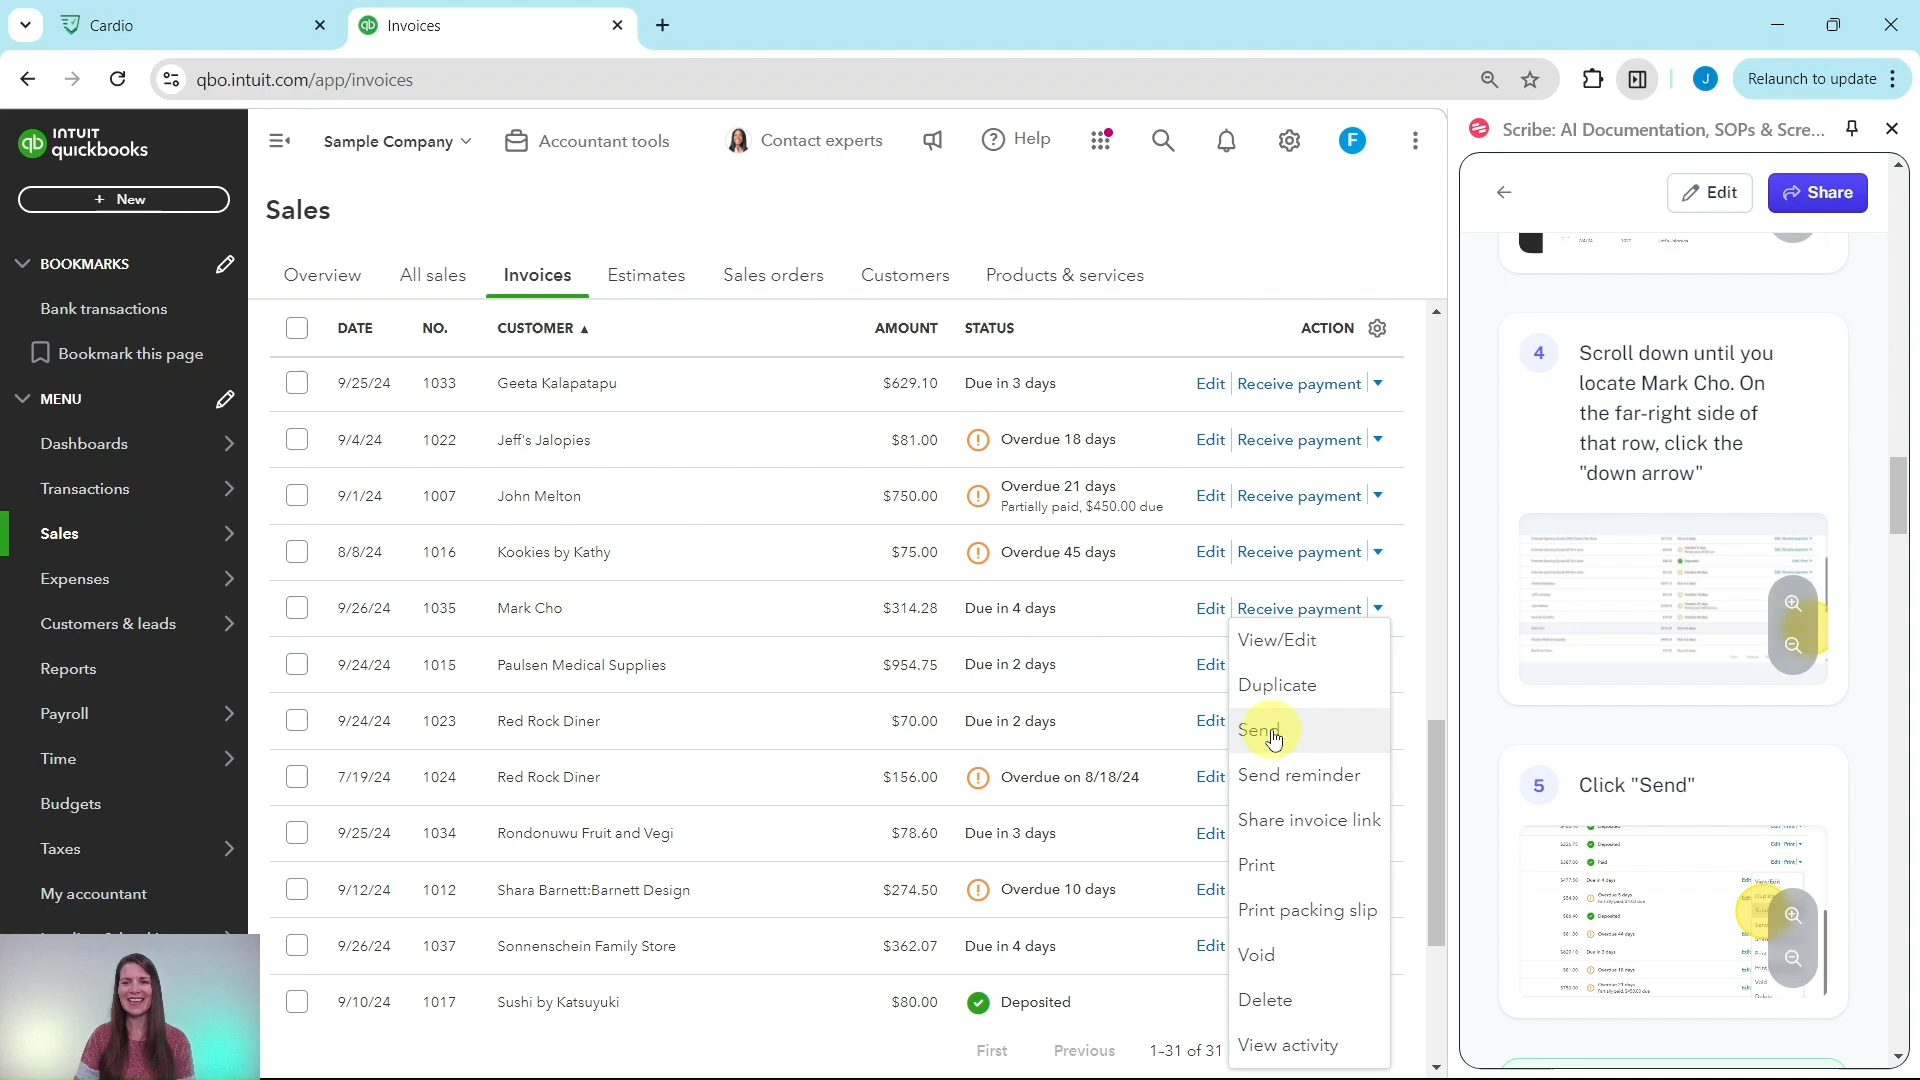 Cardio
Invoices
qbo.intuit.com/app/invoices
J
Relaunch to update
INTUIT
quickbooks
Sample Company
Accountant tools
Contact experts
Help
F
Scribe: AI Documentation, SOPs & Scre...
+ New
Sales
Edit
Share
BOOKMARKS
Bank transactions
Bookmark this page
MENU
Dashboards
Transactions
Sales
Expenses
Customers & leads
Reports
Payroll
Time
Budgets
Taxes
My accountant
Overview
All sales
Invoices
Estimates
Sales orders
Customers
Products & services
DATE NO. CUSTOMER ▲ AMOUNT STATUS ACTION
9/25/24 1033 Geeta Kalapatapu $629.10 Due in 3 days Edit Receive payment
9/4/24 1022 Jeff's Jalopies $81.00 Overdue 18 days Edit Receive payment
9/1/24 1007 John Melton $750.00 Overdue 21 days Edit Receive payment
Partially paid, $450.00 due
8/8/24 1016 Kookies by Kathy $75.00 Overdue 45 days Edit Receive payment
9/26/24 1035 Mark Cho $314.28 Due in 4 days Edit Receive payment
9/24/24 1015 Paulsen Medical Supplies $954.75 Due in 2 days Edit
9/24/24 1023 Red Rock Diner $70.00 Due in 2 days Edit
7/19/24 1024 Red Rock Diner $156.00 Overdue on 8/18/24 Edit
9/25/24 1034 Rondonuwu Fruit and Vegi $78.60 Due in 3 days Edit
9/12/24 1012 Shara Barnett:Barnett Design $274.50 Overdue 10 days Edit
9/26/24 1037 Sonnenschein Family Store $362.07 Due in 4 days Edit
9/10/24 1017 Sushi by Katsuyuki $80.00 Deposited
First Previous 1-31 of 31
View/Edit
Duplicate
Send
Send reminder
Share invoice link
Print
Print packing slip
Void
Delete
View activity
4
Scroll down until you
locate Mark Cho. On
the far-right side of
that row, click the
"down arrow"
5
Click "Send"